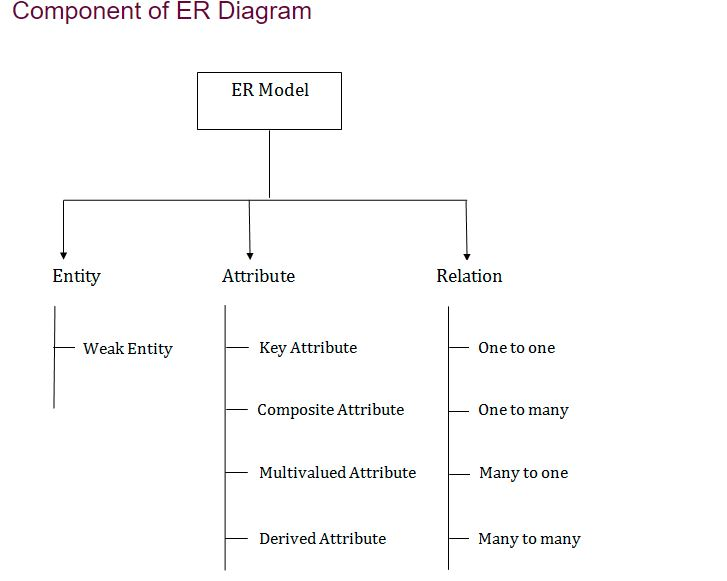 Component of ER Diagram
ER Model
Entity
Attribute
Relation
Weak Entity
Key Attribute
One to one
Composite Attribute
One to many
Multivalued Attribute
Many to one
Derived Attribute
Many to many